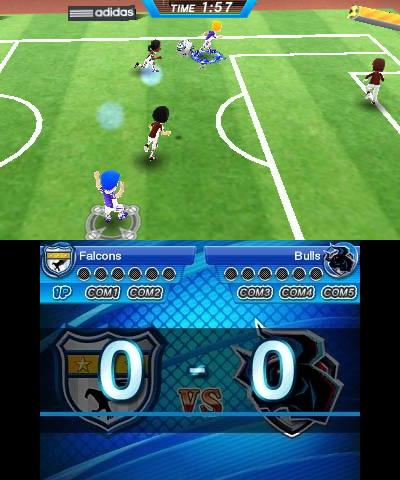 adidas
TIME 1:57
Falcons
Bulls
1P COM1 COM2
COM3 COM4 COM5
0 - 0
VS